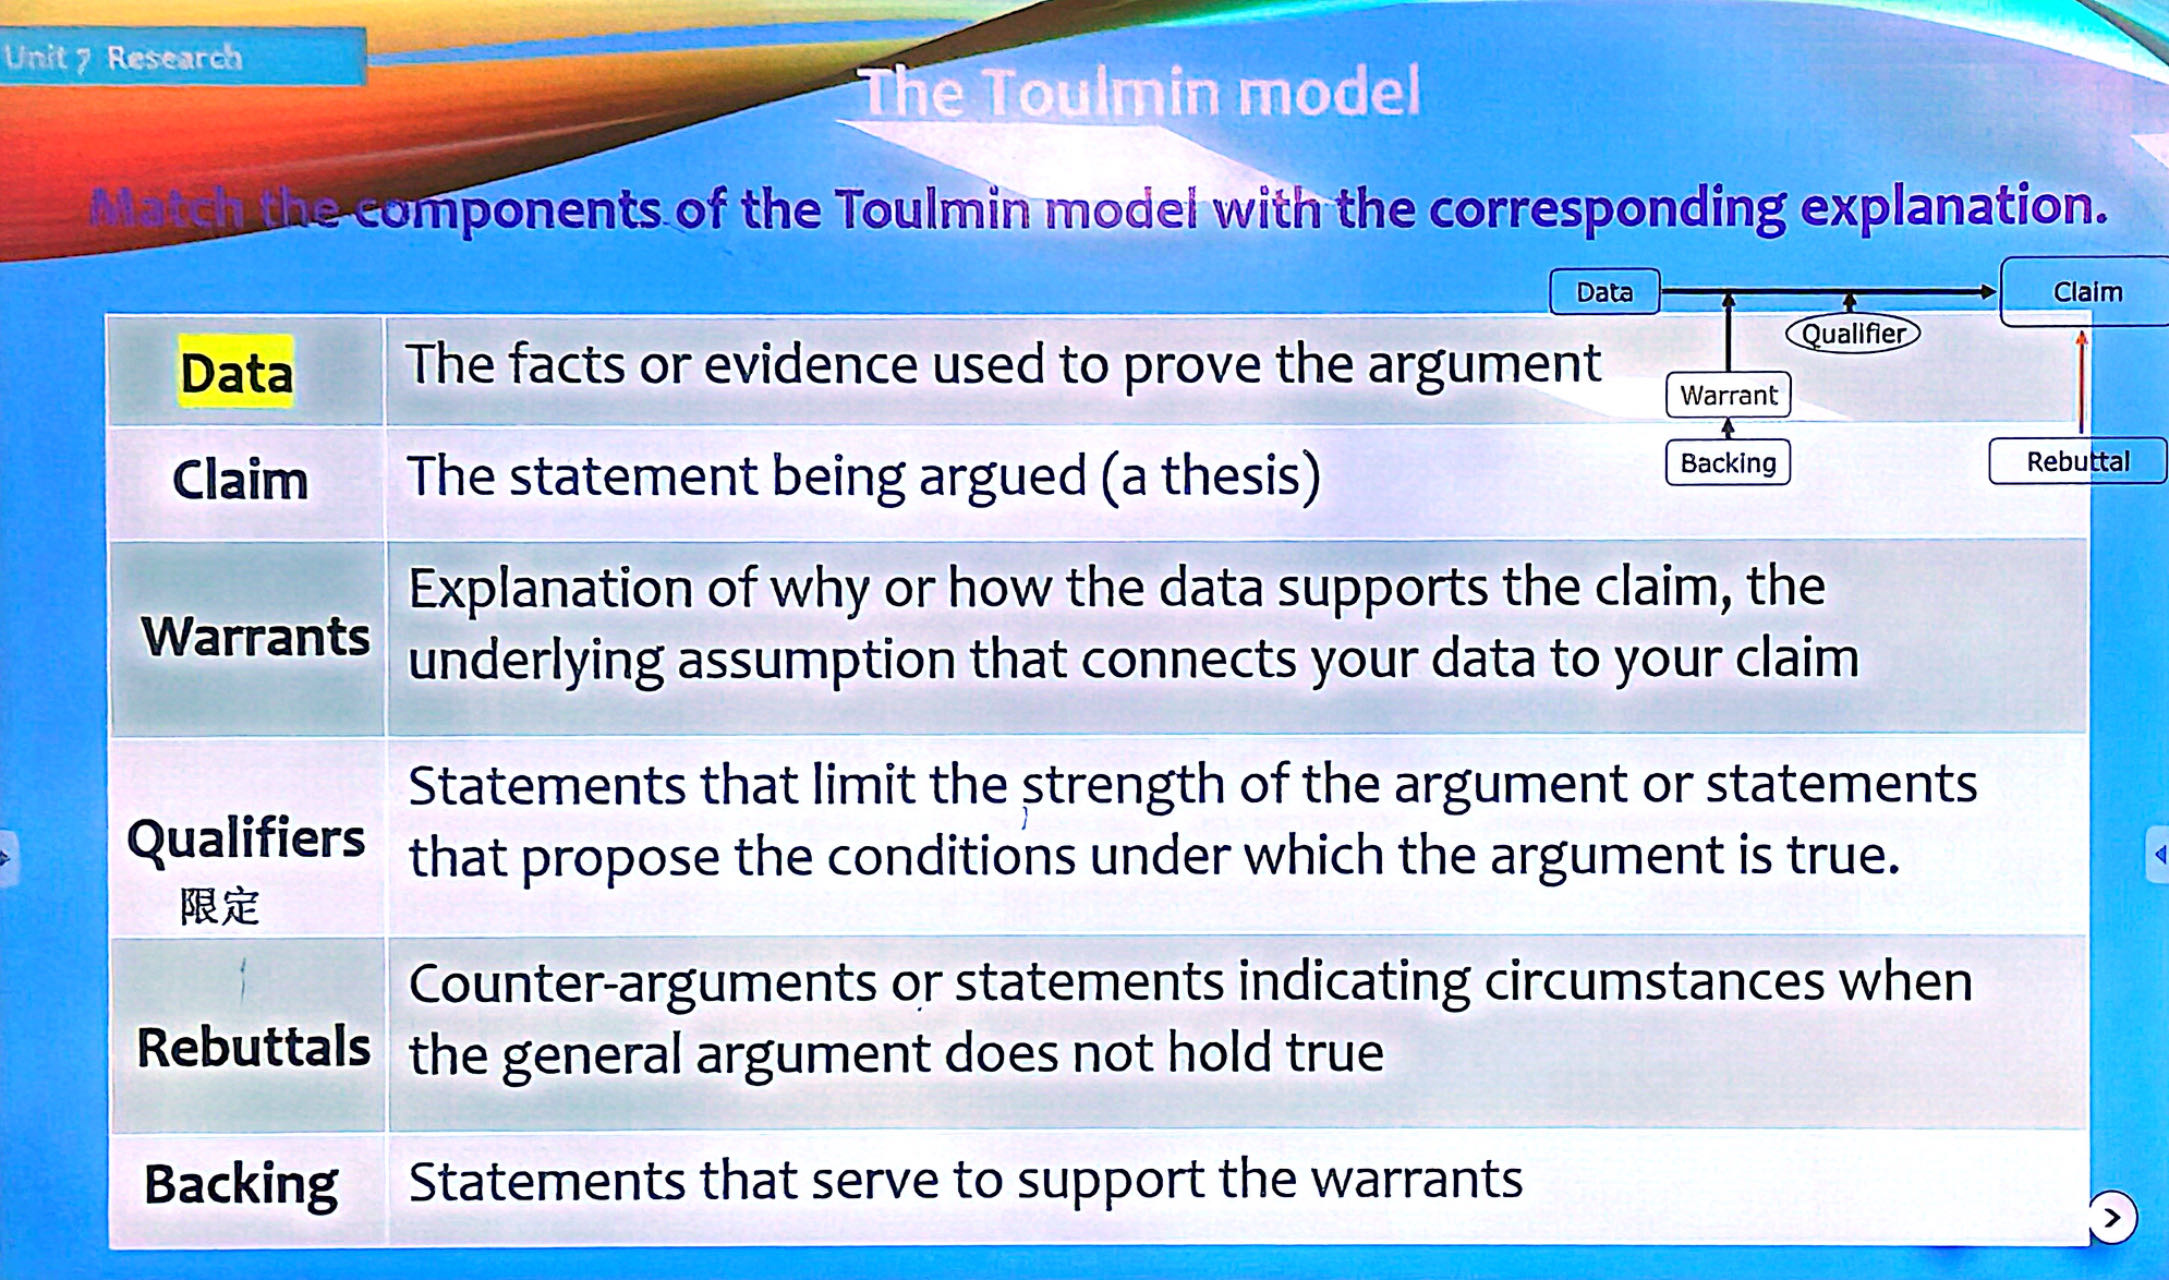 Unit 7 Research
The Toulmin model
Match the components of the Toulmin model with the corresponding explanation.
Data
Claim
Qualifier
Warrant
Backing
Rebuttal
Data
The facts or evidence used to prove the argument
Claim
The statement being argued (a thesis)
Warrants
Explanation of why or how the data supports the claim, the
underlying assumption that connects your data to your claim
Qualifiers
限定
Statements that limit the strength of the argument or statements
that propose the conditions under which the argument is true.
Rebuttals
Counter-arguments or statements indicating circumstances when
the general argument does not hold true
Backing
Statements that serve to support the warrants